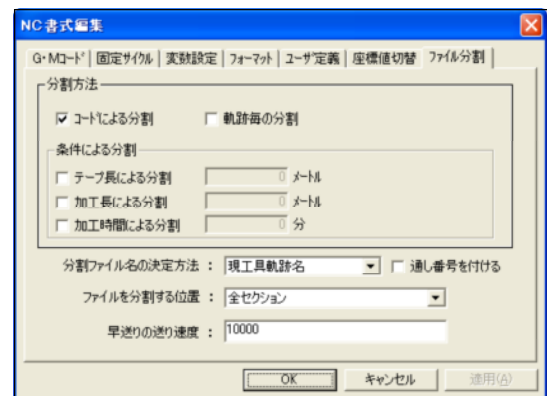 NC書式編集
G・Mコード 固定サイクル 変数設定 フォーマット ユーザ定義 座標値切替 ファイル分割
分割方法
コードによる分割 軌跡毎の分割
条件による分割
テープ長による分割 0 メートル
加工長による分割 0 メートル
加工時間による分割 0 分
分割ファイル名の決定方法 : 現工具軌跡名 通し番号を付ける
ファイルを分割する位置 : 全セクション
早送りの送り速度 : 10000
OK キャンセル 適用(A)